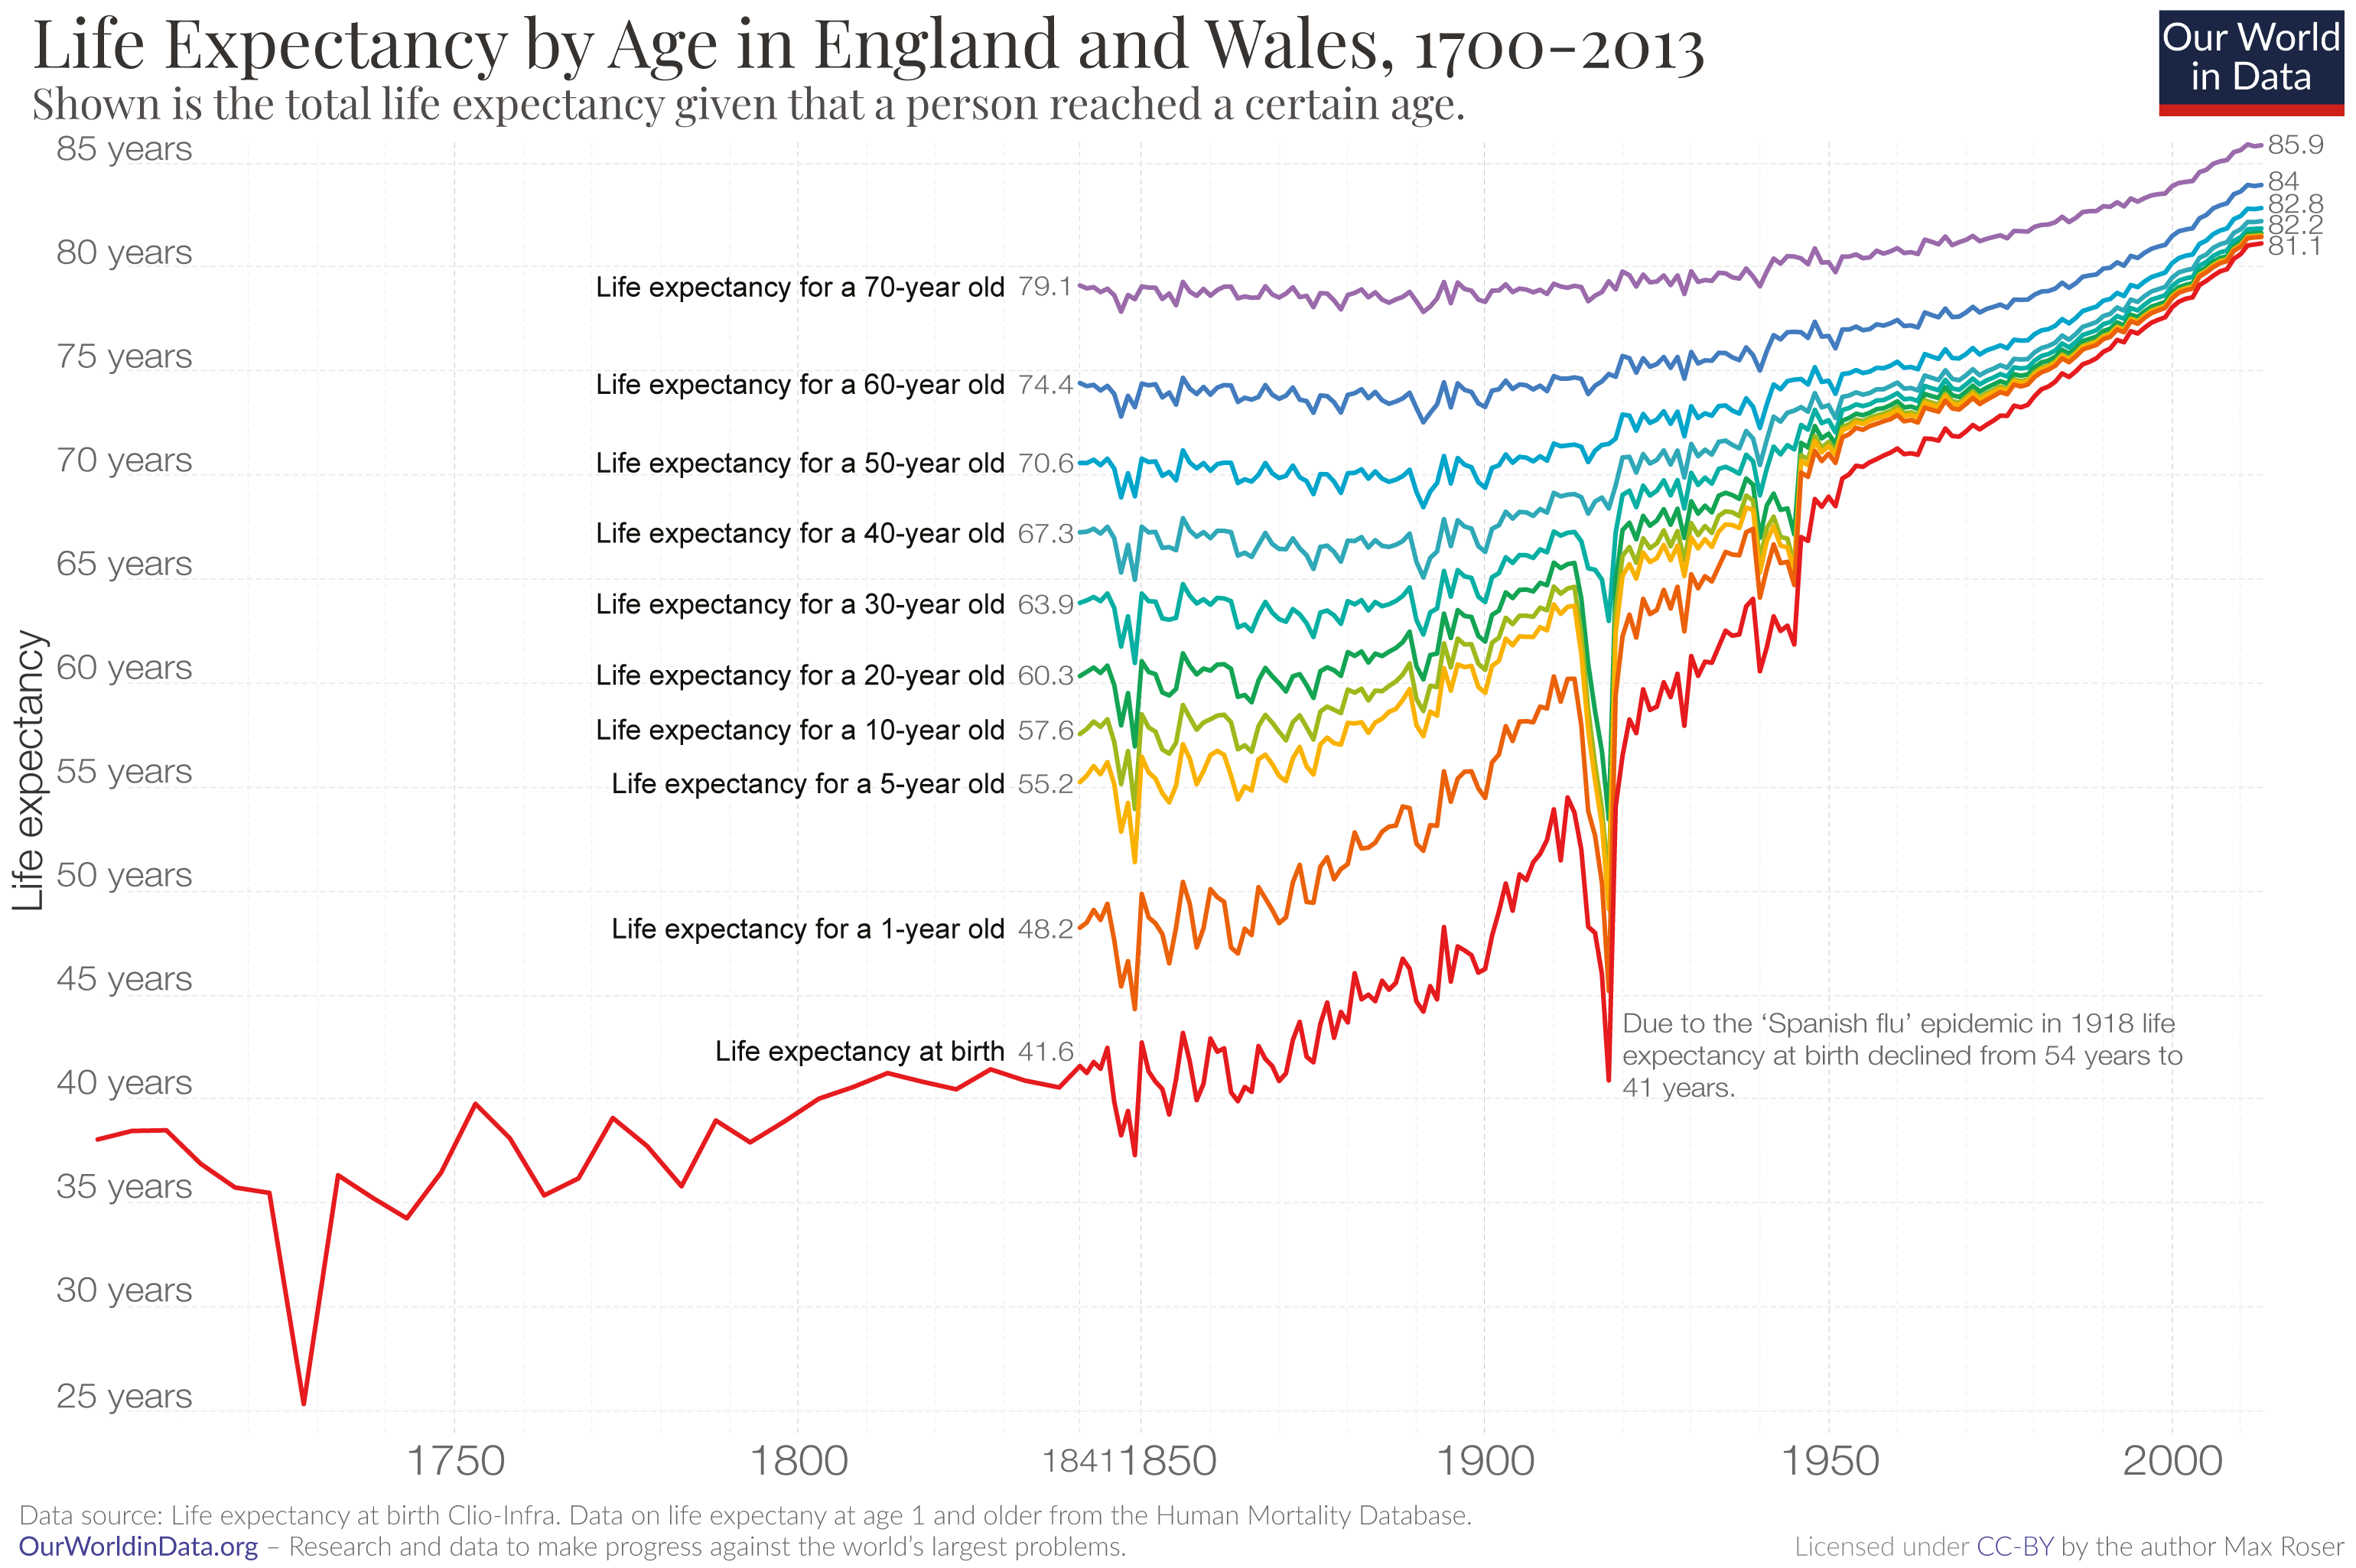 Life Expectancy by Age in England and Wales, 1700-2013
Shown is the total life expectancy given that a person reached a certain age.
Our World
in Data
85 years
80 years
75 years
70 years
65 years
60 years
55 years
50 years
45 years
40 years
35 years
30 years
25 years
Life expectancy
Life expectancy for a 70-year old 79.1
Life expectancy for a 60-year old 74.4
Life expectancy for a 50-year old 70.6
Life expectancy for a 40-year old 67.3
Life expectancy for a 30-year old 63.9
Life expectancy for a 20-year old 60.3
Life expectancy for a 10-year old 57.6
Life expectancy for a 5-year old 55.2
Life expectancy for a 1-year old 48.2
Life expectancy at birth 41.6
85.9
84
82.8
82.2
81.1
Due to the ‘Spanish flu’ epidemic in 1918 life
expectancy at birth declined from 54 years to
41 years.
1750 1800 1841 1850 1900 1950 2000
Data source: Life expectancy at birth Clio-Infra. Data on life expectany at age 1 and older from the Human Mortality Database.
OurWorldinData.org – Research and data to make progress against the world’s largest problems.
Licensed under CC-BY by the author Max Roser